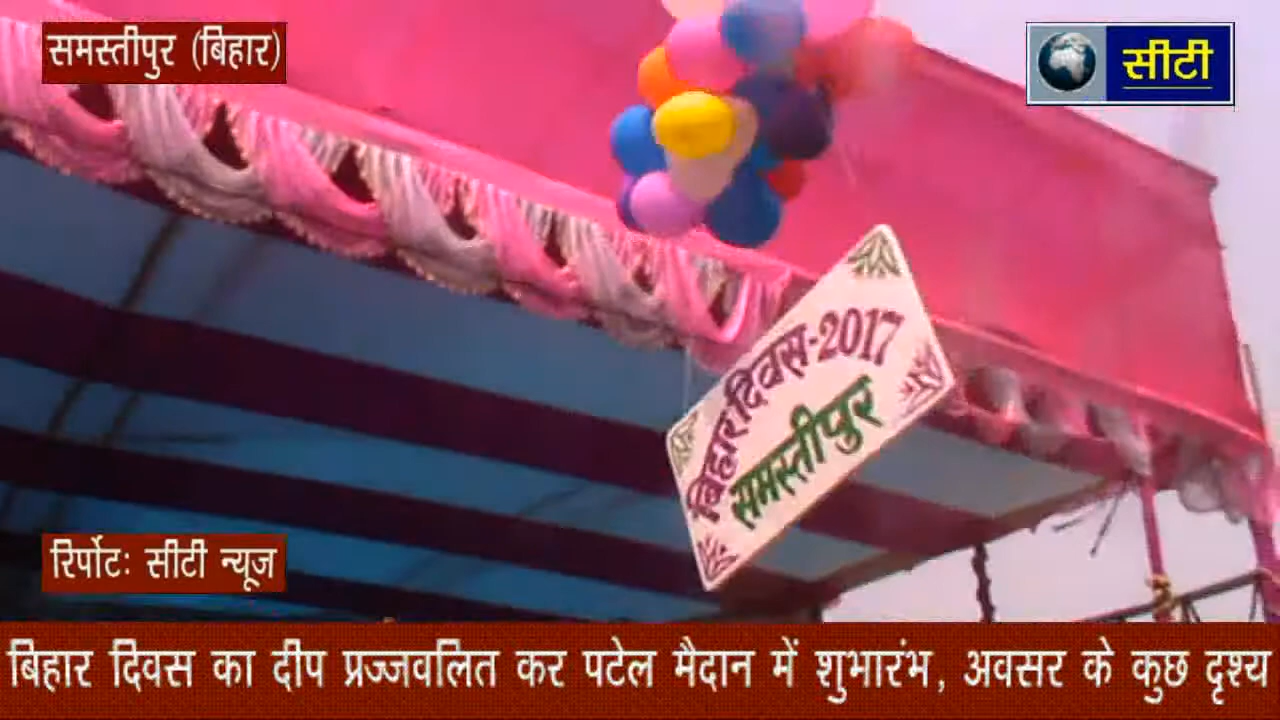 समस्तीपुर (बिहार)
सीटी
बिहार दिवस-2017
समस्तीपुर
रिर्पोटः सीटी न्यूज
बिहार दिवस का दीप प्रज्जवलित कर पटेल मैदान में शुभारंभ, अवसर के कुछ दृश्य